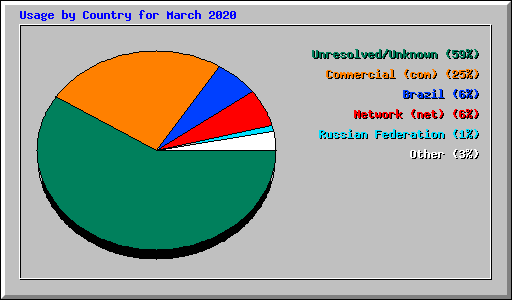 Usage by Country for March 2020
Unresolved/Unknown (59%)
Commercial (com) (25%)
Brazil (6%)
Network (net) (6%)
Russian Federation (1%)
Other (3%)